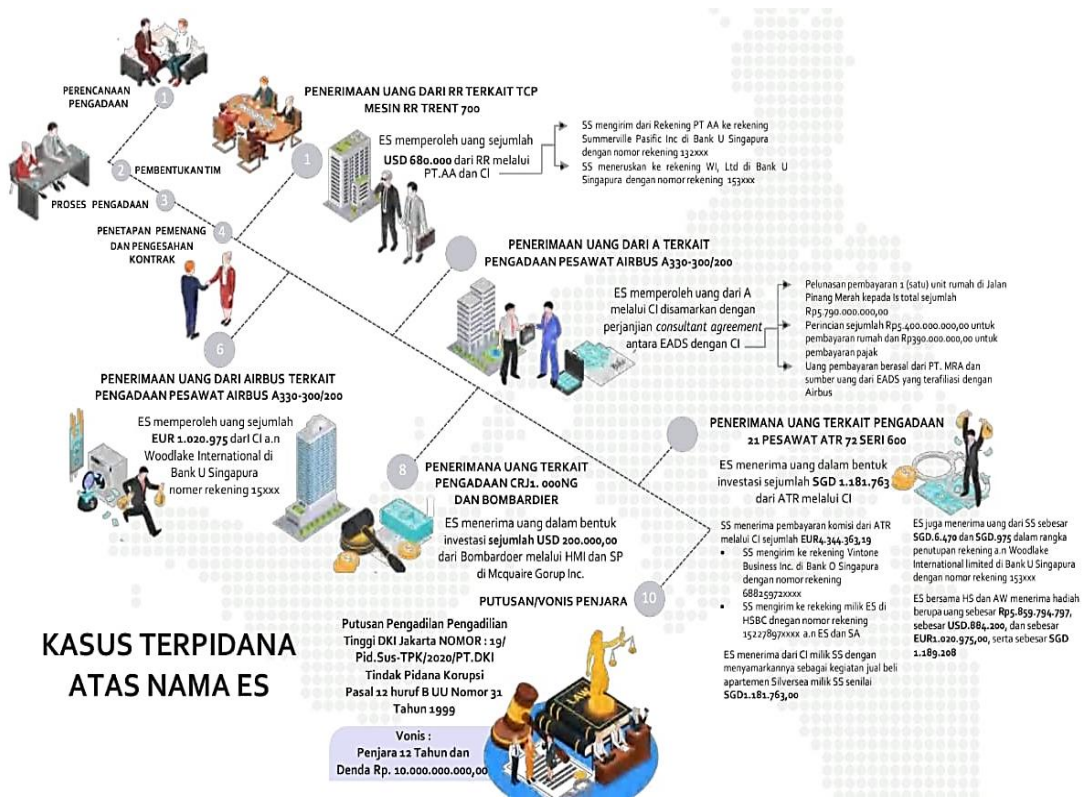 PERENCANAAN
PENGADAAN
1
2
PEMBENTUKAN TIM
PROSES PENGADAAN
3
PENETAPAN PEMENANG
DAN PENGESAHAN
KONTRAK
4
1
PENERIMAAN UANG DARI RR TERKAIT TCP
MESIN RR TRENT 700
ES memperoleh uang sejumlah
USD 680.000 dari RR melalui
PT.AA dan CI
SS mengirim dari Rekening PT AA ke rekening
Summerville Pasific Inc di Bank U Singapura
dengan nomor rekening 132xxx
SS meneruskan ke rekening WI, Ltd di Bank U
Singapura dengan nomor rekening 153xxx
PENERIMAAN UANG DARI A TERKAIT
PENGADAAN PESAWAT AIRBUS A330-300/200
ES memperoleh uang dari A
melalui CI disamarkan dengan
perjanjian consultant agreement
antara EADS dengan CI
Pelunasan pembayaran 1 (satu) unit rumah di Jalan
Pinang Merah kepada Is total sejumlah
Rp5.790.000.000,00
Perincian sejumlah Rp5.400.000.000,00 untuk
pembayaran rumah dan Rp390.000.000,00 untuk
pembayaran pajak
Uang pembayaran berasal dari PT. MRA dan
sumber uang dari EADS yang terafiliasi dengan
Airbus
6
PENERIMAAN UANG DARI AIRBUS TERKAIT
PENGADAAN PESAWAT AIRBUS A330-300/200
ES memperoleh uang sejumlah
EUR 1.020.975 dari CI a.n
Woodlake International di
Bank U Singapura
nomer rekening 15xxx
8
PENERIMANA UANG TERKAIT
PENGADAAN CRJ1. 000NG
DAN BOMBARDIER
ES menerima uang dalam bentuk
investasi sejumlah USD 200.000,00
dari Bombardoer melalui HMI dan SP
di Mcquaire Gorup Inc.
PENERIMANA UANG TERKAIT PENGADAAN
21 PESAWAT ATR 72 SERI 600
ES menerima uang dalam bentuk
investasi sejumlah SGD 1.181.763
dari ATR melalui CI
SS menerima pembayaran komisi dari ATR
melalui CI sejumlah EUR4.344.363,19
• SS mengirim ke rekening Vintone
Business Inc. di Bank O Singapura
dengan nomor rekening
68825972xxxx
• SS mengirim ke rekeking milik ES di
HSBC dnegan nomor rekening
15227897xxxx a.n ES dan SA
ES menerima dari CI milik SS dengan
menyamarkannya sebagai kegiatan jual beli
apartemen Silversea milik SS senilai
SGD1.181.763,00
ES juga menerima uang dari SS sebesar
SGD.6.470 dan SGD.975 dalam rangka
penutupan rekening a.n Woodlake
International limited di Bank U Singapura
dengan nomor rekening 153xxx
ES bersama HS dan AW menerima hadiah
berupa uang sebesar Rp5.859.794.797,
sebesar USD.884.200, dan sebesar
EUR1.020.975,00, serta sebesar SGD
1.189.208
10
PUTUSAN/VONIS PENJARA
Putusan Pengadilan Pengadilian
Tinggi DKI Jakarta NOMOR : 19/
Pid.Sus-TPK/2020/PT.DKI
Tindak Pidana Korupsi
Pasal 12 huruf B UU Nomor 31
Tahun 1999
Vonis :
Penjara 12 Tahun dan
Denda Rp. 10.000.000.000,00
LAW
KASUS TERPIDANA
ATAS NAMA ES